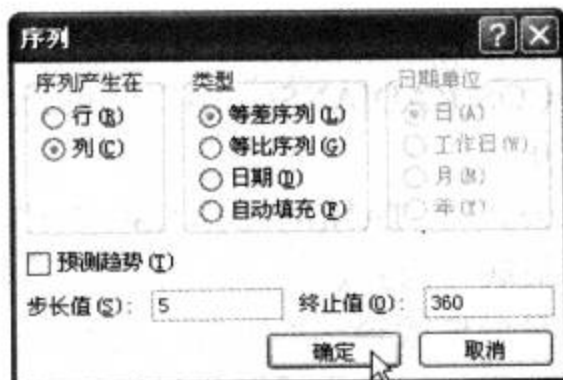 序列
序列产生在 类型 日期单位
行(R) 等差序列(L) 日(A)
列(C) 等比序列(G) 工作日(W)
日期(D) 月(M)
自动填充(F) 年(Y)
预测趋势(T)
步长值(S): 5 终止值(O): 360
确定 取消